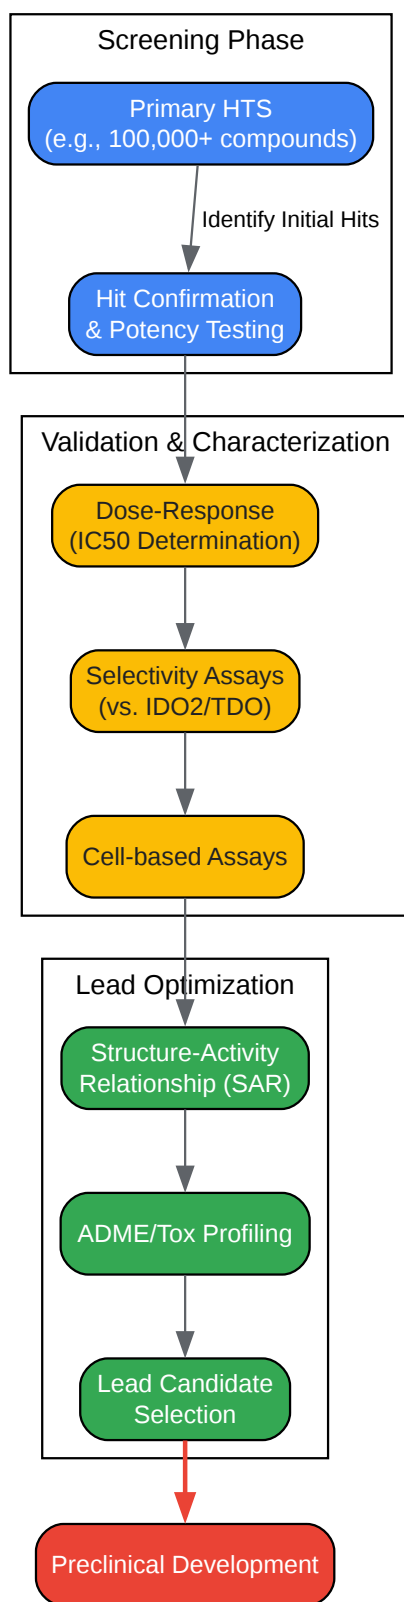 Screening Phase
Primary HTS
(e.g., 100,000+ compounds)
Identify Initial Hits
Hit Confirmation
& Potency Testing
Validation & Characterization
Dose-Response
(IC50 Determination)
Selectivity Assays
(vs. IDO2/TDO)
Cell-based Assays
Lead Optimization
Structure-Activity
Relationship (SAR)
ADME/Tox Profiling
Lead Candidate
Selection
Preclinical Development